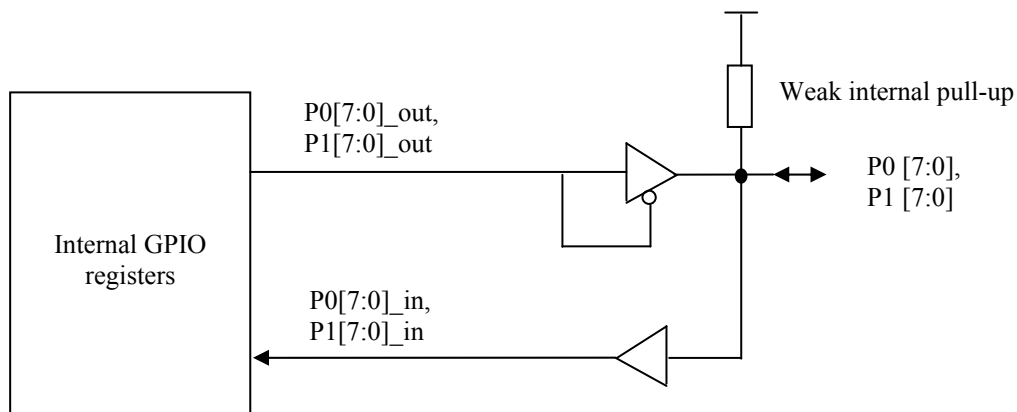 Weak internal pull-up
P0[7:0]_out,
P1[7:0]_out
P0 [7:0],
P1 [7:0]
Internal GPIO
registers
P0[7:0]_in,
P1[7:0]_in